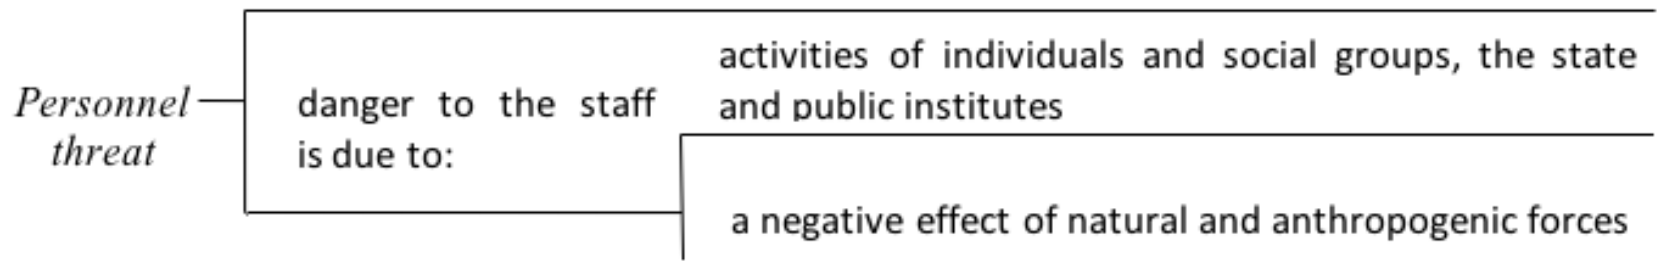 Personnel
threat
danger to the staff
is due to:
activities of individuals and social groups, the state
and public institutes
a negative effect of natural and anthropogenic forces